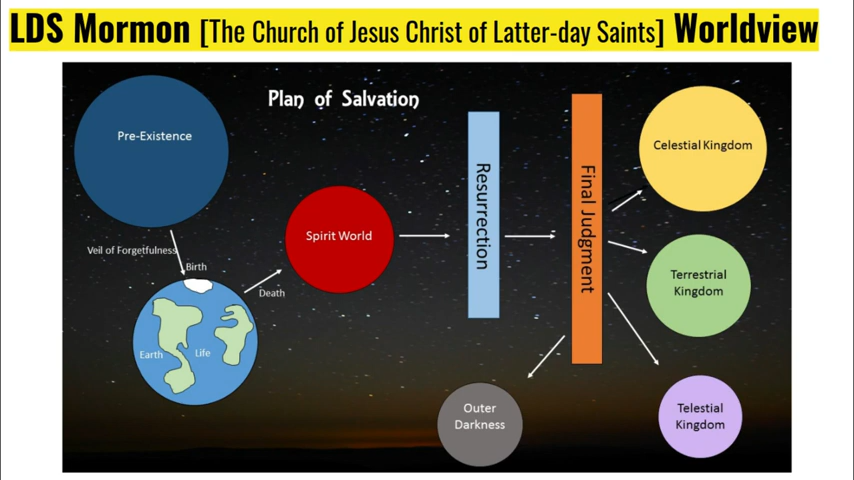 LDS Mormon [The Church of Jesus Christ of Latter-day Saints] Worldview
Plan of Salvation
Pre-Existence
Veil of Forgetfulness
Birth
Earth
Life
Death
Spirit World
Resurrection
Final Judgment
Celestial Kingdom
Terrestrial
Kingdom
Telestial
Kingdom
Outer
Darkness